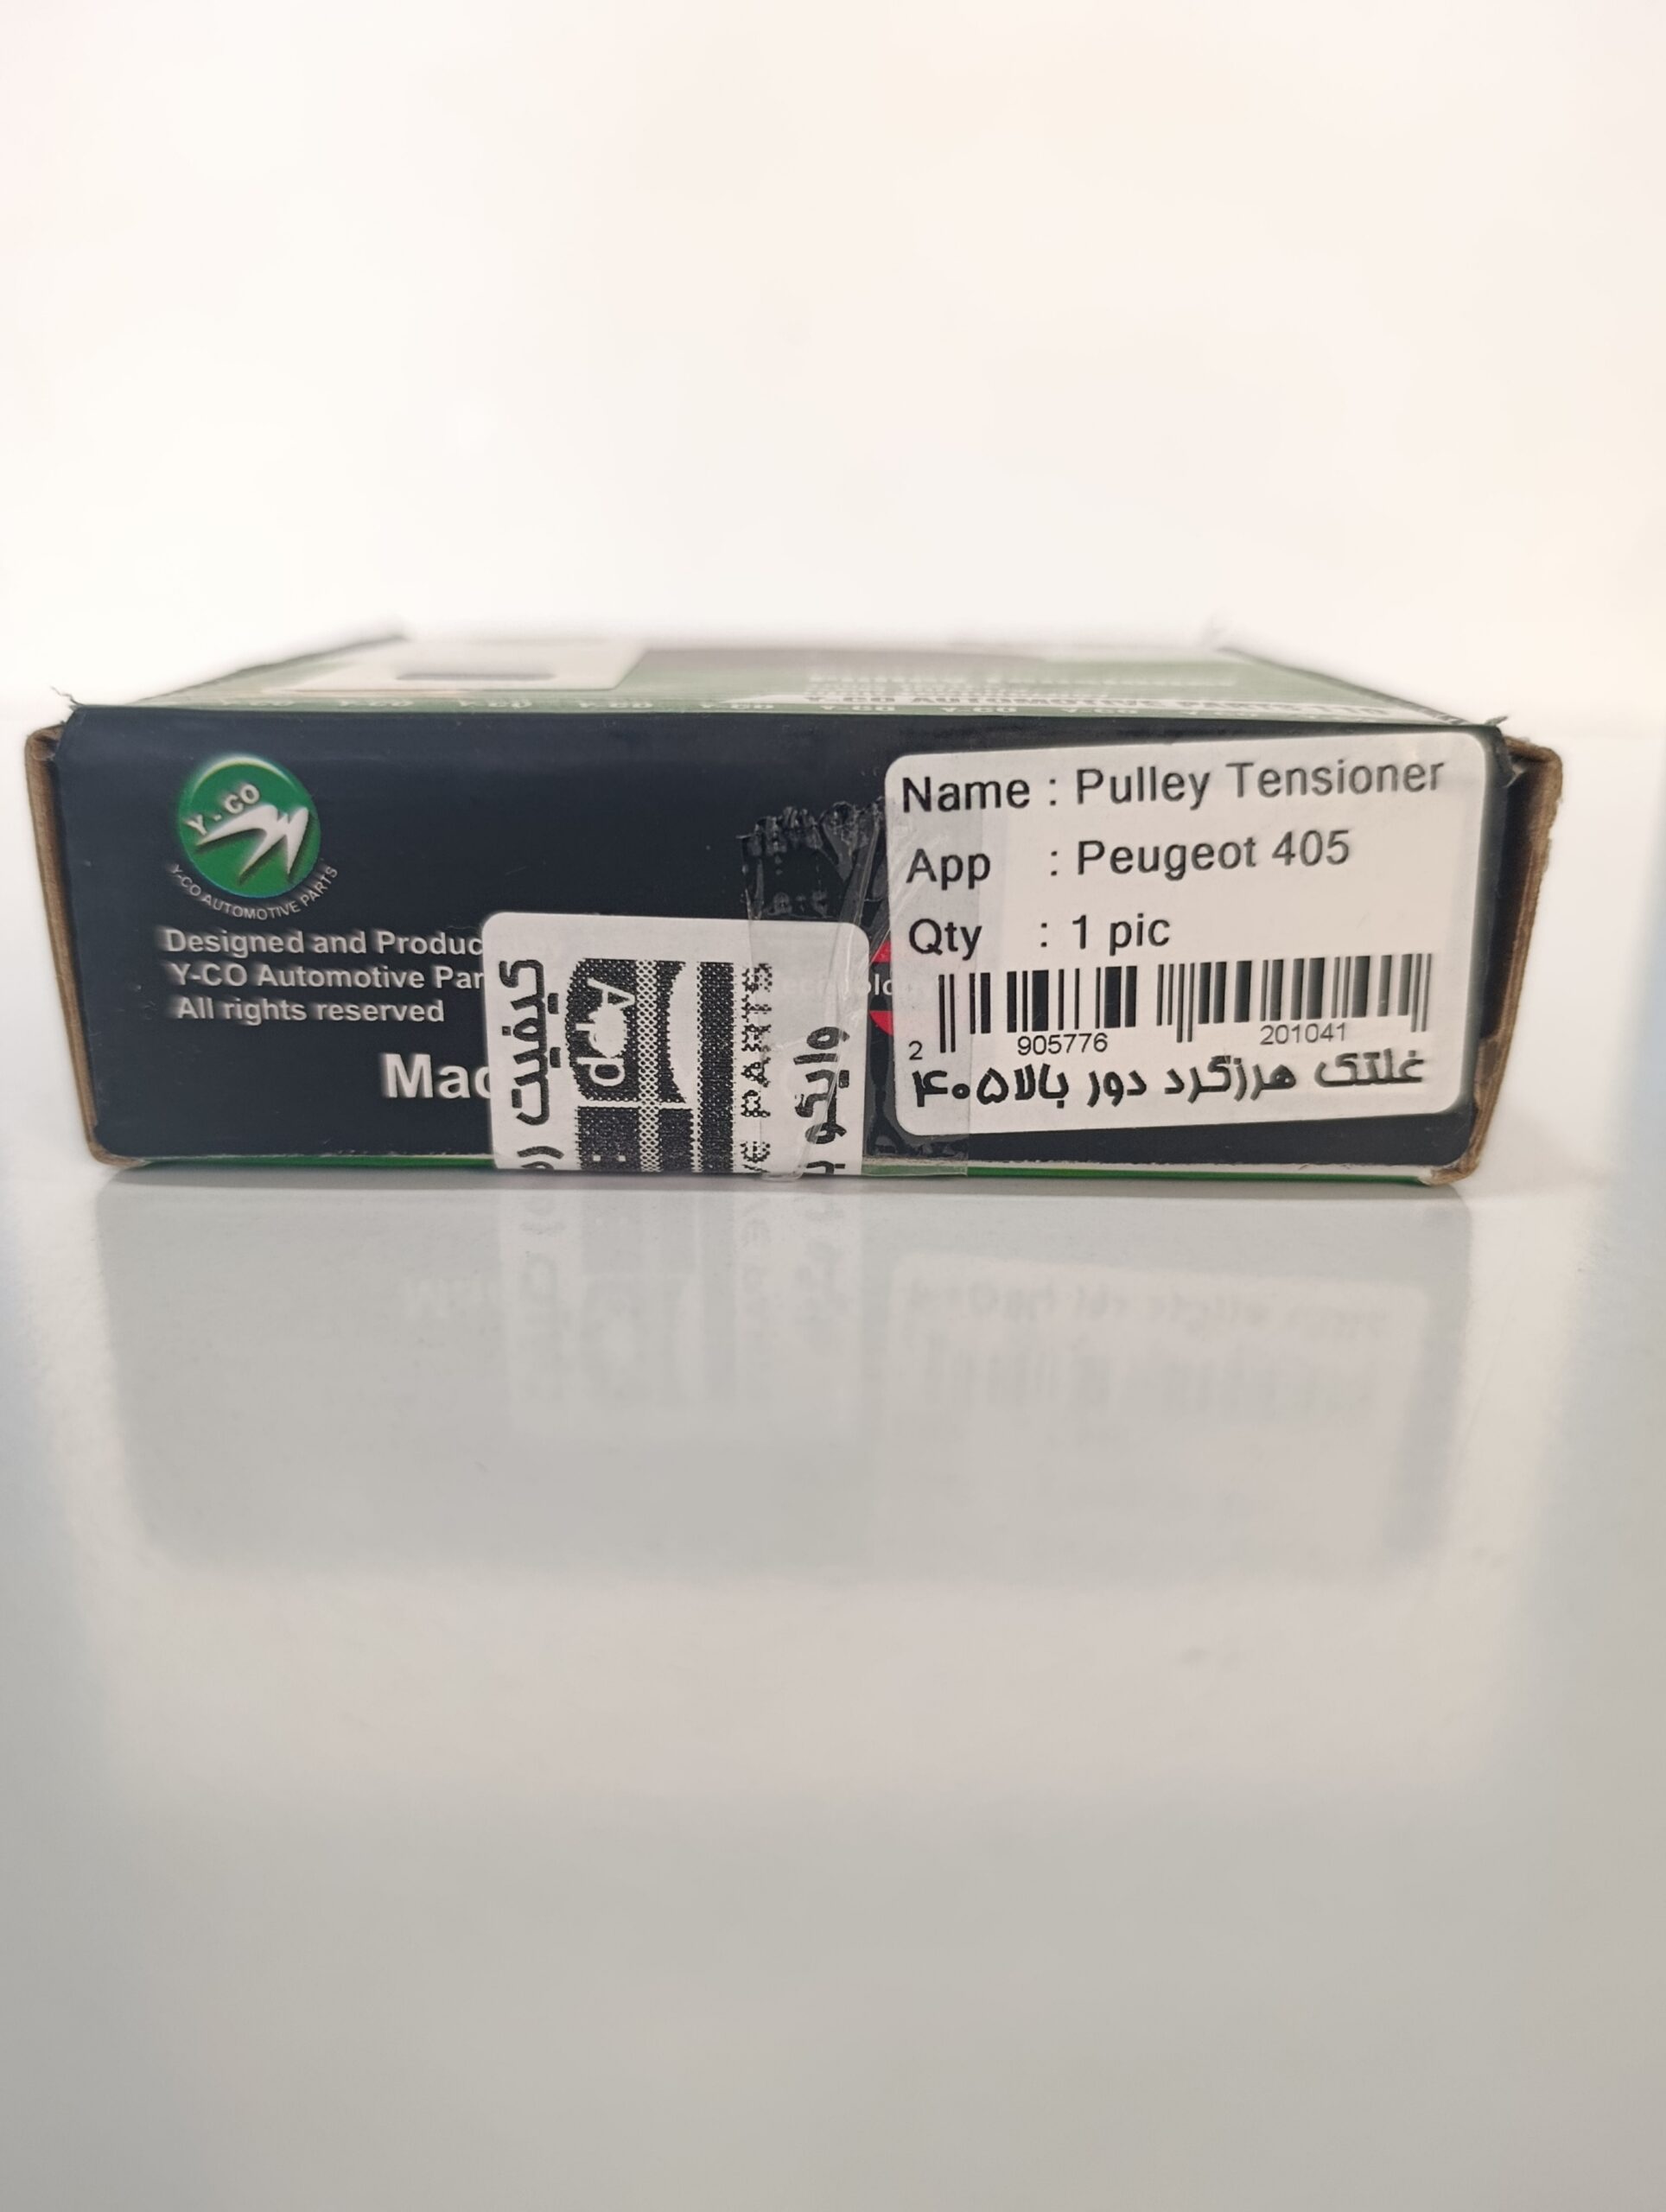 Y-CO
Y-CO AUTOMOTIVE PARTS
Designed and Produc
Y-CO Automotive Par
All rights reserved
Mad
کیفیت
PARTS
وایکو
Name : Pulley Tensioner
App : Peugeot 405
Qty : 1 pic
2 905776 201041
غلتک هرزگرد دور بالا ۴۰۵